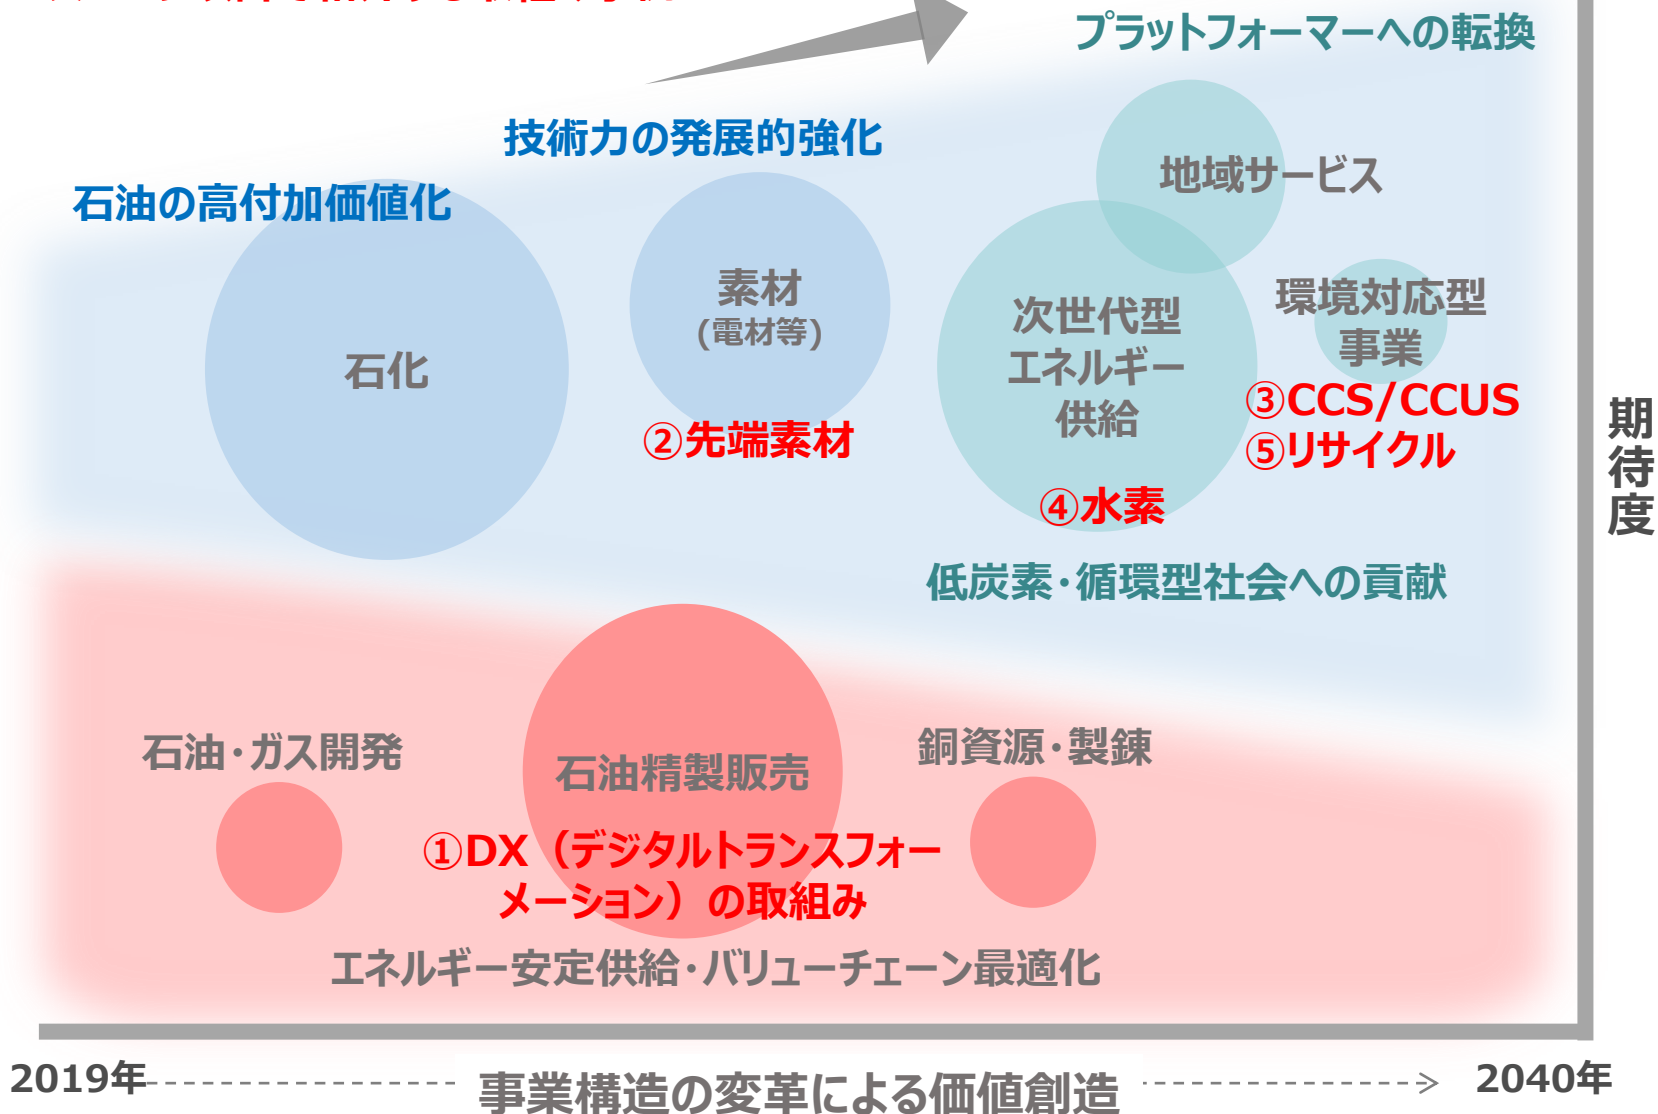 プラットフォーマーへの転換
技術力の発展的強化
地域サービス
石油の高付加価値化
素材
(電材等)
石化
次世代型
エネルギー
供給
環境対応型
事業
③CCS/CCUS
⑤リサイクル
②先端素材
④水素
期待度
低炭素・循環型社会への貢献
石油・ガス開発
石油精製販売
銅資源・製錬
①DX（デジタルトランスフォー
メーション）の取組み
エネルギー安定供給・バリューチェーン最適化
2019年
事業構造の変革による価値創造
2040年